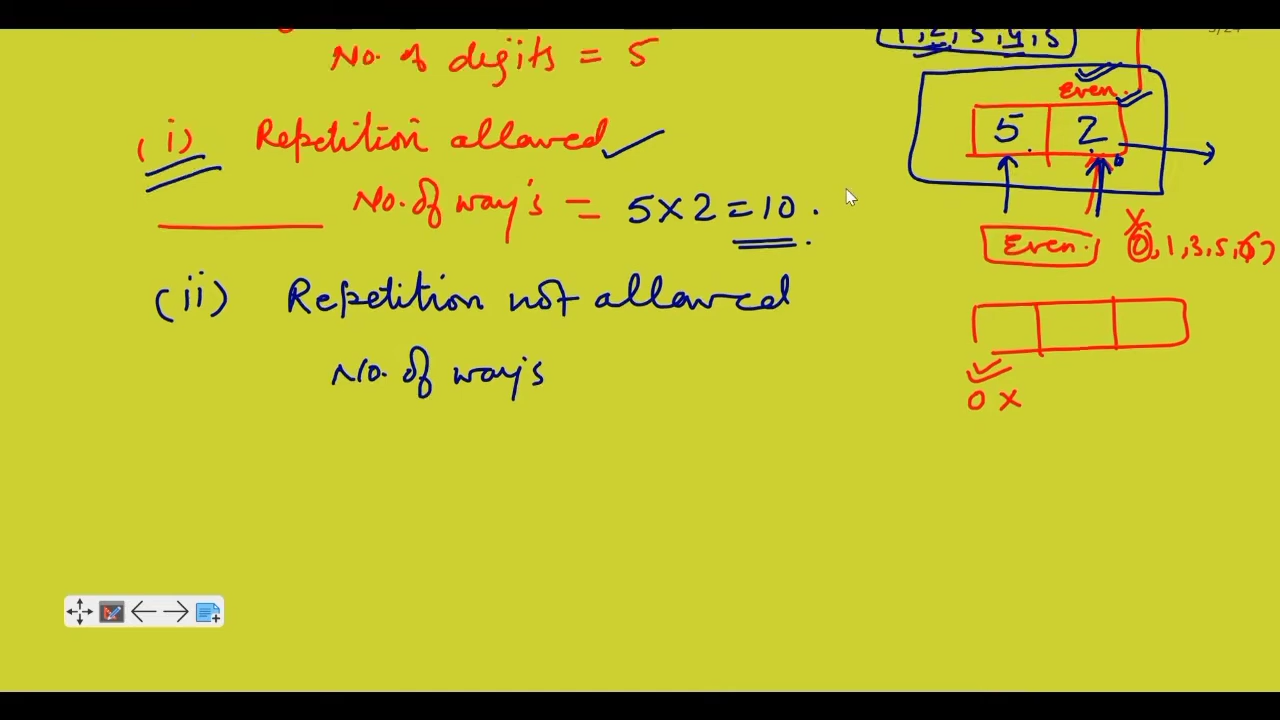 No. of digits = 5
1, 2, 3, 4, 5
Even.
5 2
(i) Repetition allowed
No. of way's = 5 × 2 = 10.
Even. 0, 1, 3, 5, 6,
(ii) Repetition not allowed
No. of way's
0 ×